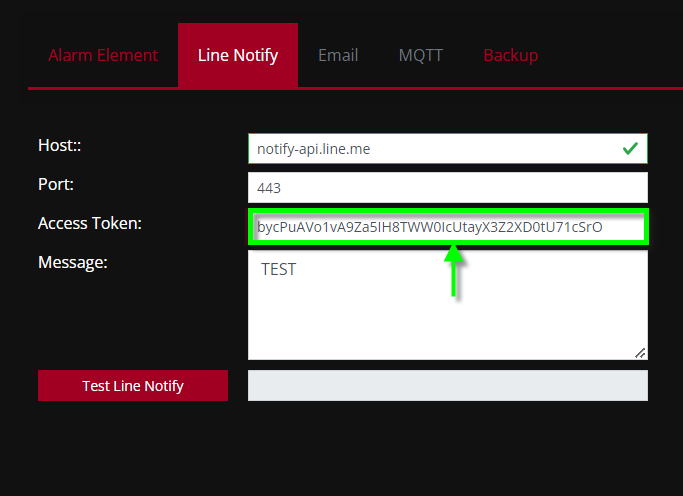 Alarm Element Line Notify Email MQTT Backup
Host:: notify-api.line.me
Port: 443
Access Token: bycPuAVo1vA9Za5IH8TWW0IcUtayX3Z2XD0tU71cSrO
Message: TEST
Test Line Notify